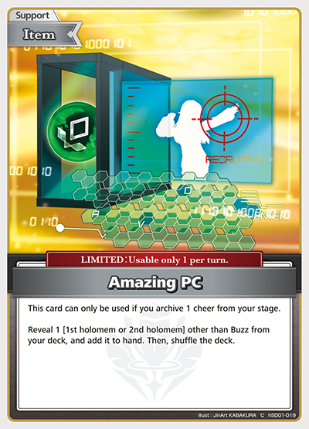 Support
Item
RECRUIT
LIMITED:Usable only 1 per turn.
Amazing PC
This card can only be used if you archive 1 cheer from your stage.
Reveal 1 [1st holomem or 2nd holomem] other than Buzz from
your deck, and add it to hand. Then, shuffle the deck.
illust : JinArt KABAKURA C hSD01-019